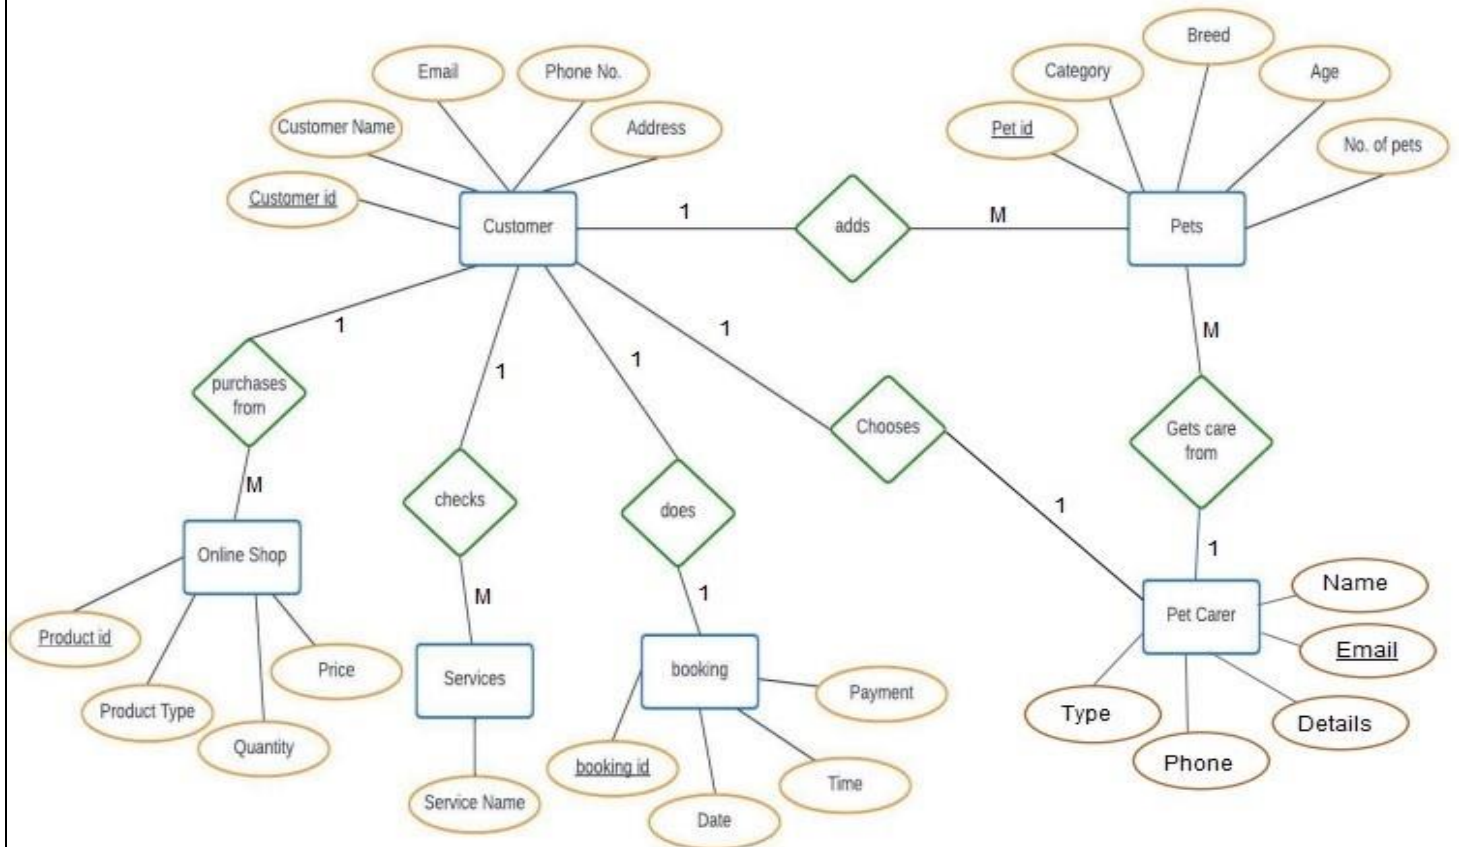 Breed
Email
Phone No.
Category
Age
Customer Name
Address
Pet id
No. of pets
Customer id
Customer
1
adds
M
Pets
1
1
1
1
M
purchases
from
Chooses
Gets care
from
M
checks
does
1
Online Shop
1
M
1
Name
Pet Carer
Product id
Email
Price
Services
booking
Payment
Product Type
Type
Details
Quantity
booking id
Phone
Time
Service Name
Date